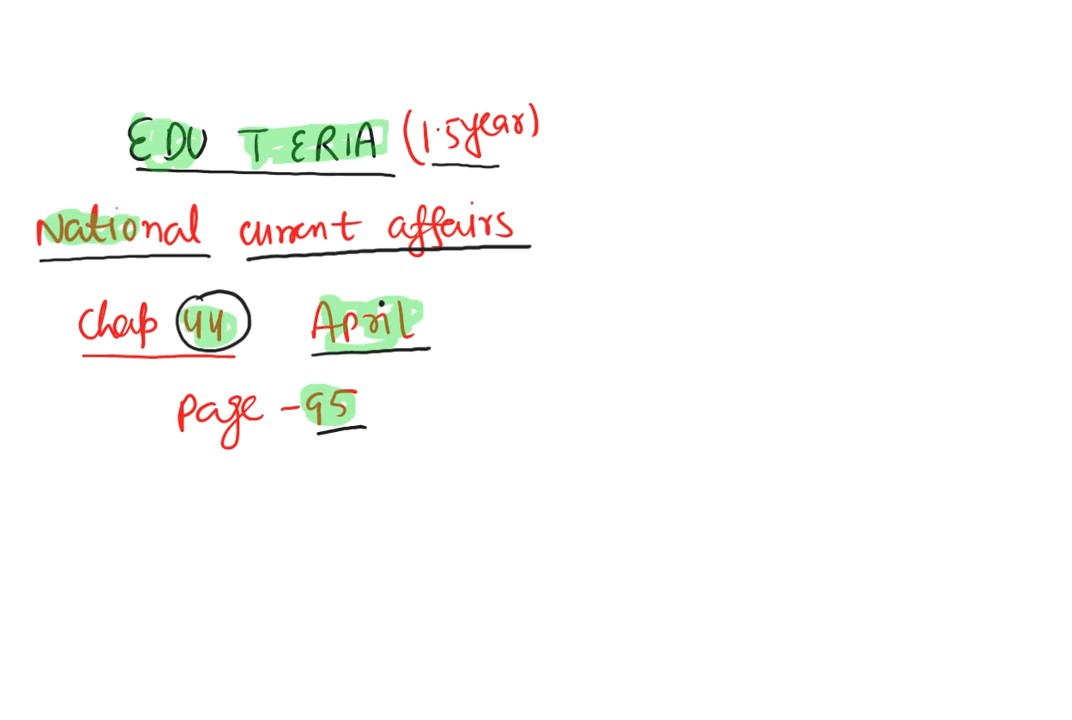 EDU TERIA (1.5year)
National current affairs
Chap 44 April
Page - 95